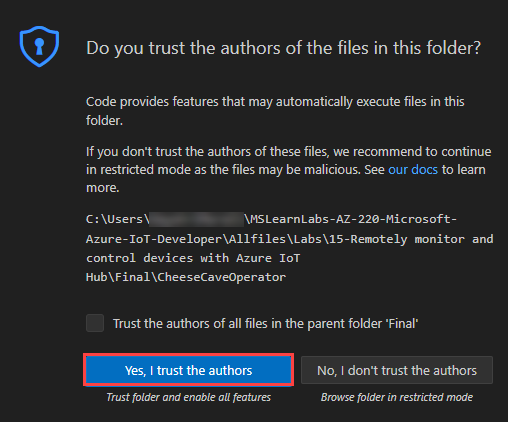 Do you trust the authors of the files in this folder?
Code provides features that may automatically execute files in this
folder.
If you don't trust the authors of these files, we recommend to continue
in restricted mode as the files may be malicious. See our docs to learn
more.
C:\Users\ \MSLearnLabs-AZ-220-Microsoft-
Azure-IoT-Developer\Allfiles\Labs\15-Remotely monitor and
control devices with Azure IoT
Hub\Final\CheeseCaveOperator
Trust the authors of all files in the parent folder 'Final'
Yes, I trust the authors
No, I don't trust the authors
Trust folder and enable all features
Browse folder in restricted mode